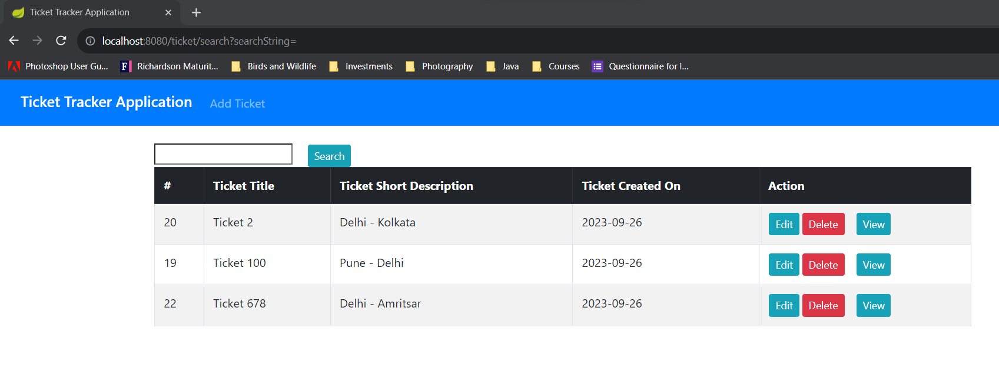 Ticket Tracker Application
localhost:8080/ticket/search?searchString=
Photoshop User Gu... F Richardson Maturit... Birds and Wildlife Investments Photography Java Courses Questionnaire for I...
Ticket Tracker Application Add Ticket
Search
# Ticket Title Ticket Short Description Ticket Created On Action
20 Ticket 2 Delhi - Kolkata 2023-09-26 Edit Delete View
19 Ticket 100 Pune - Delhi 2023-09-26 Edit Delete View
22 Ticket 678 Delhi - Amritsar 2023-09-26 Edit Delete View